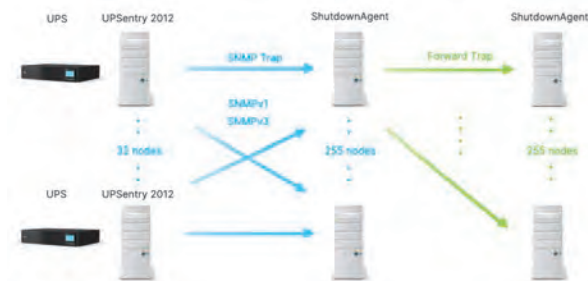 UPS
UPSentry 2012
ShutdownAgent
ShutdownAgent
SNMP Trap
Forward Trap
SNMPv1
SNMPv3
32 nodes
255 nodes
255 nodes
UPS
UPSentry 2012